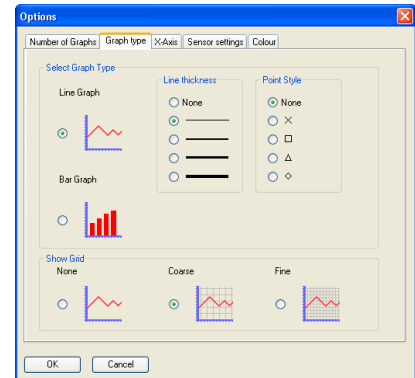 Options
Number of Graphs Graph type X-Axis Sensor settings Colour
Select Graph Type
Line Graph
Line thickness
None
Point Style
None
Bar Graph
Show Grid
None Coarse Fine
OK Cancel